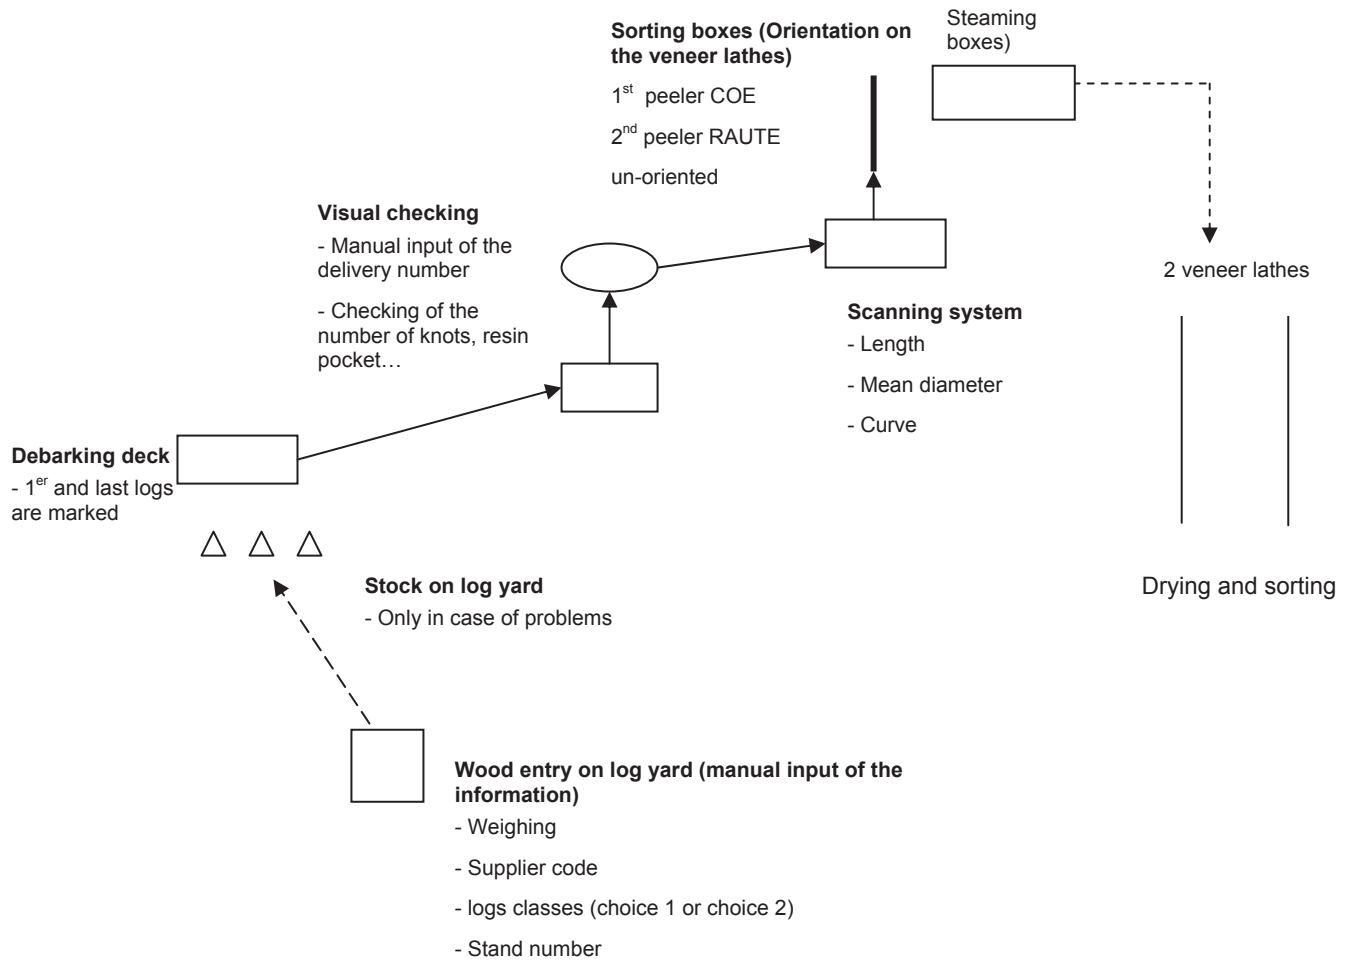 Sorting boxes (Orientation on
the veneer lathes)
1st peeler COE
2nd peeler RAUTE
un-oriented
Steaming
boxes)
Visual checking
- Manual input of the
delivery number
- Checking of the
number of knots, resin
pocket…
2 veneer lathes
Scanning system
- Length
- Mean diameter
- Curve
Debarking deck
- 1er and last logs
are marked
Stock on log yard
- Only in case of problems
Drying and sorting
Wood entry on log yard (manual input of the
information)
- Weighing
- Supplier code
- logs classes (choice 1 or choice 2)
- Stand number